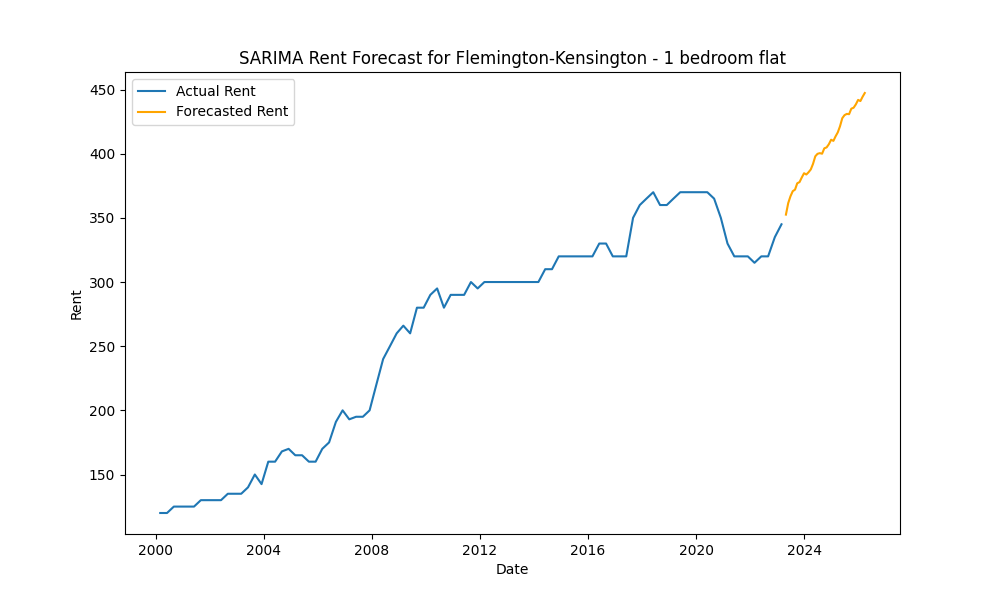 SARIMA Rent Forecast for Flemington-Kensington - 1 bedroom flat
Actual Rent
Forecasted Rent
450
400
350
300
250
200
150
Rent
2000 2004 2008 2012 2016 2020 2024
Date